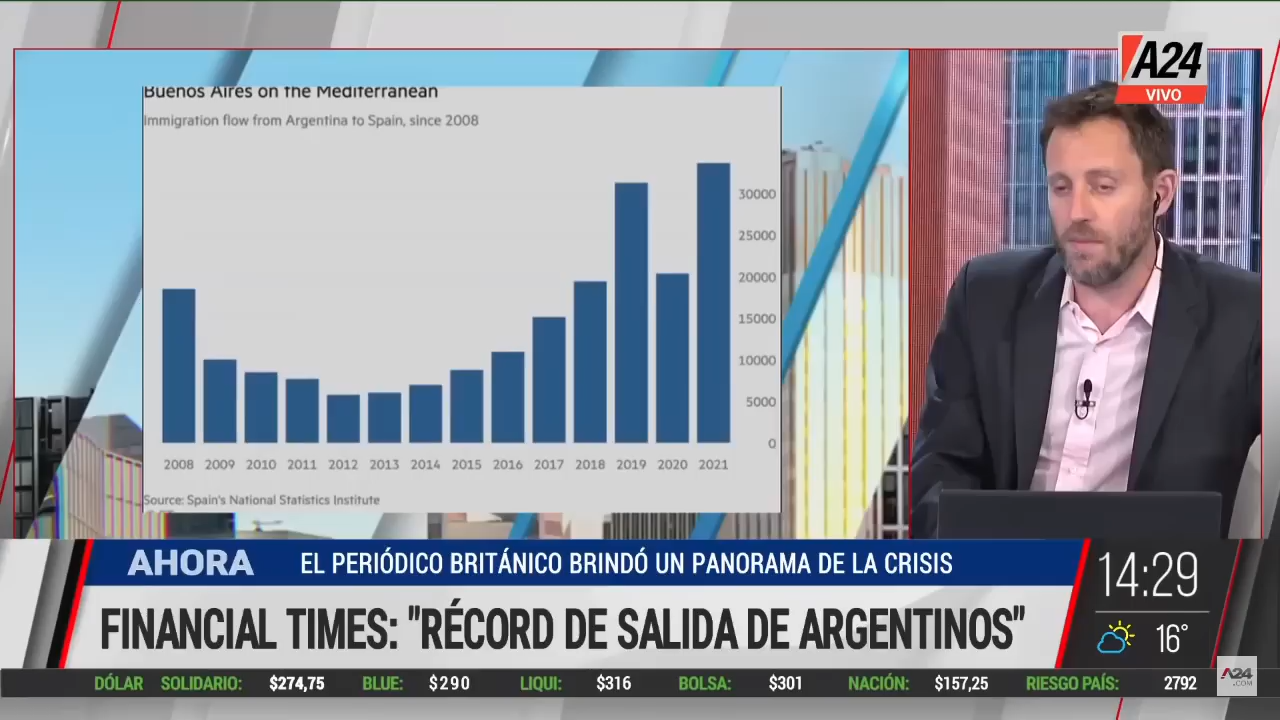 A24
VIVO
Buenos Aires on the Mediterranean
Immigration flow from Argentina to Spain, since 2008
30000
25000
20000
15000
10000
5000
0
2008 2009 2010 2011 2012 2013 2014 2015 2016 2017 2018 2019 2020 2021
Source: Spain's National Statistics Institute
AHORA EL PERIÓDICO BRITÁNICO BRINDÓ UN PANORAMA DE LA CRISIS
FINANCIAL TIMES: "RÉCORD DE SALIDA DE ARGENTINOS"
14:29
16°
DÓLAR SOLIDARIO: $274,75 BLUE: $290 LIQUI: $316 BOLSA: $301 NACIÓN: $157,25 RIESGO PAÍS: 2792
A24
.COM